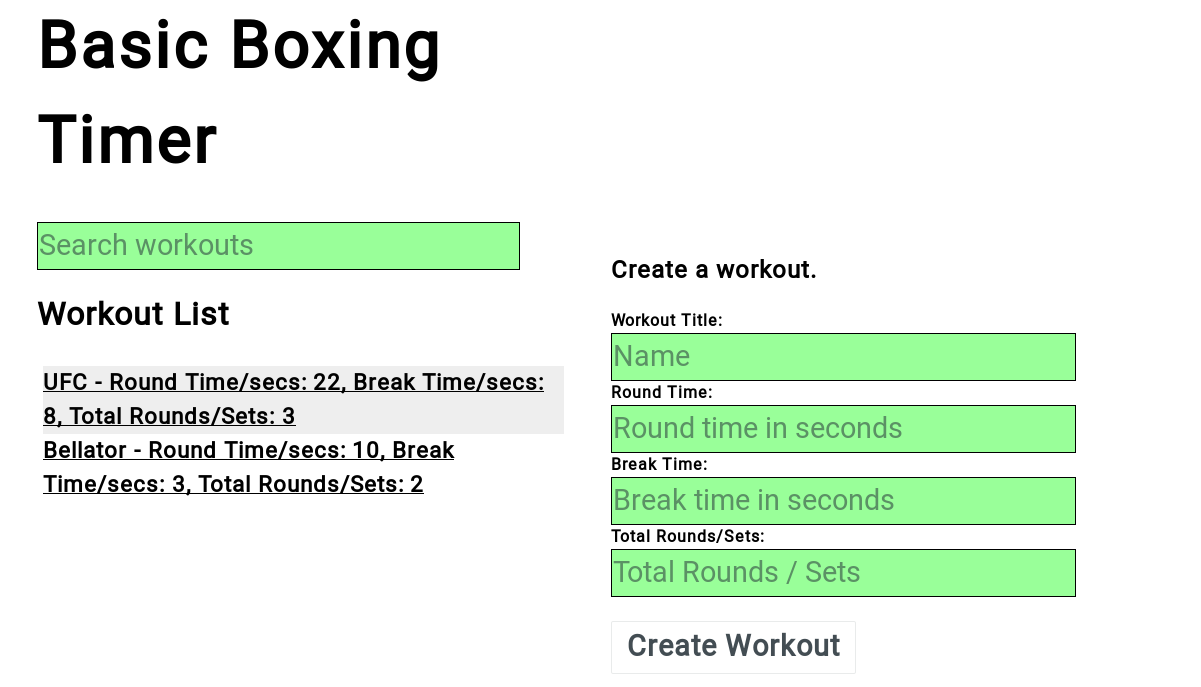 Basic Boxing
Timer
Search workouts
Workout List
UFC - Round Time/secs: 22, Break Time/secs:
8, Total Rounds/Sets: 3
Bellator - Round Time/secs: 10, Break
Time/secs: 3, Total Rounds/Sets: 2
Create a workout.
Workout Title:
Name
Round Time:
Round time in seconds
Break Time:
Break time in seconds
Total Rounds/Sets:
Total Rounds / Sets
Create Workout